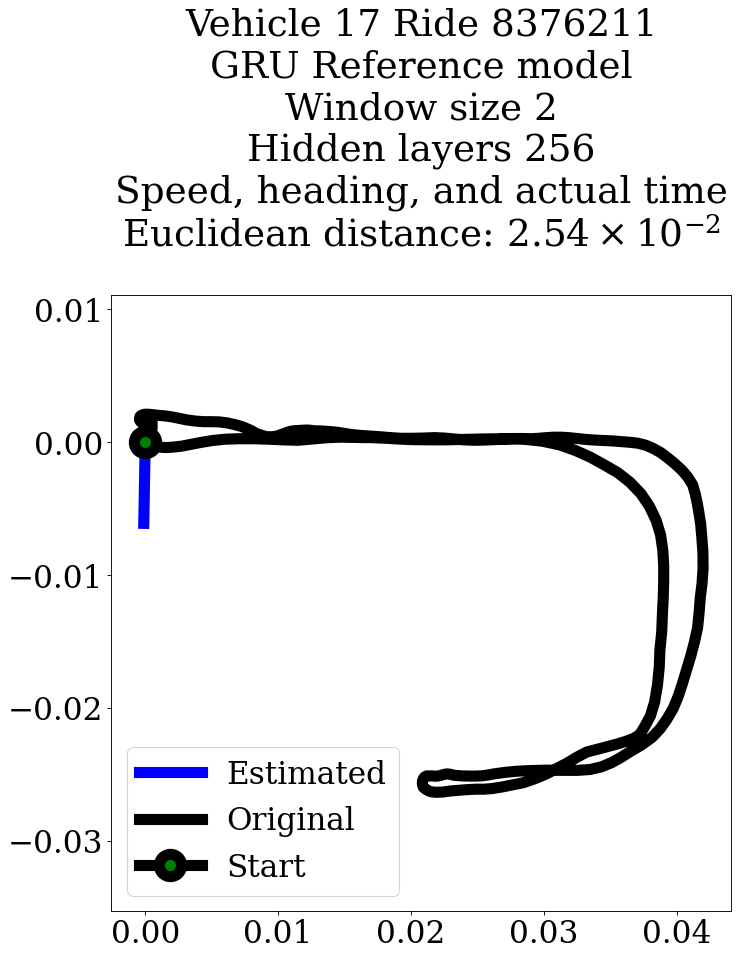 Vehicle 17 Ride 8376211
GRU Reference model
Window size 2
Hidden layers 256
Speed, heading, and actual time
Euclidean distance: 2.54 × 10⁻²
0.01
0.00
−0.01
−0.02
−0.03
Estimated
Original
Start
0.00 0.01 0.02 0.03 0.04